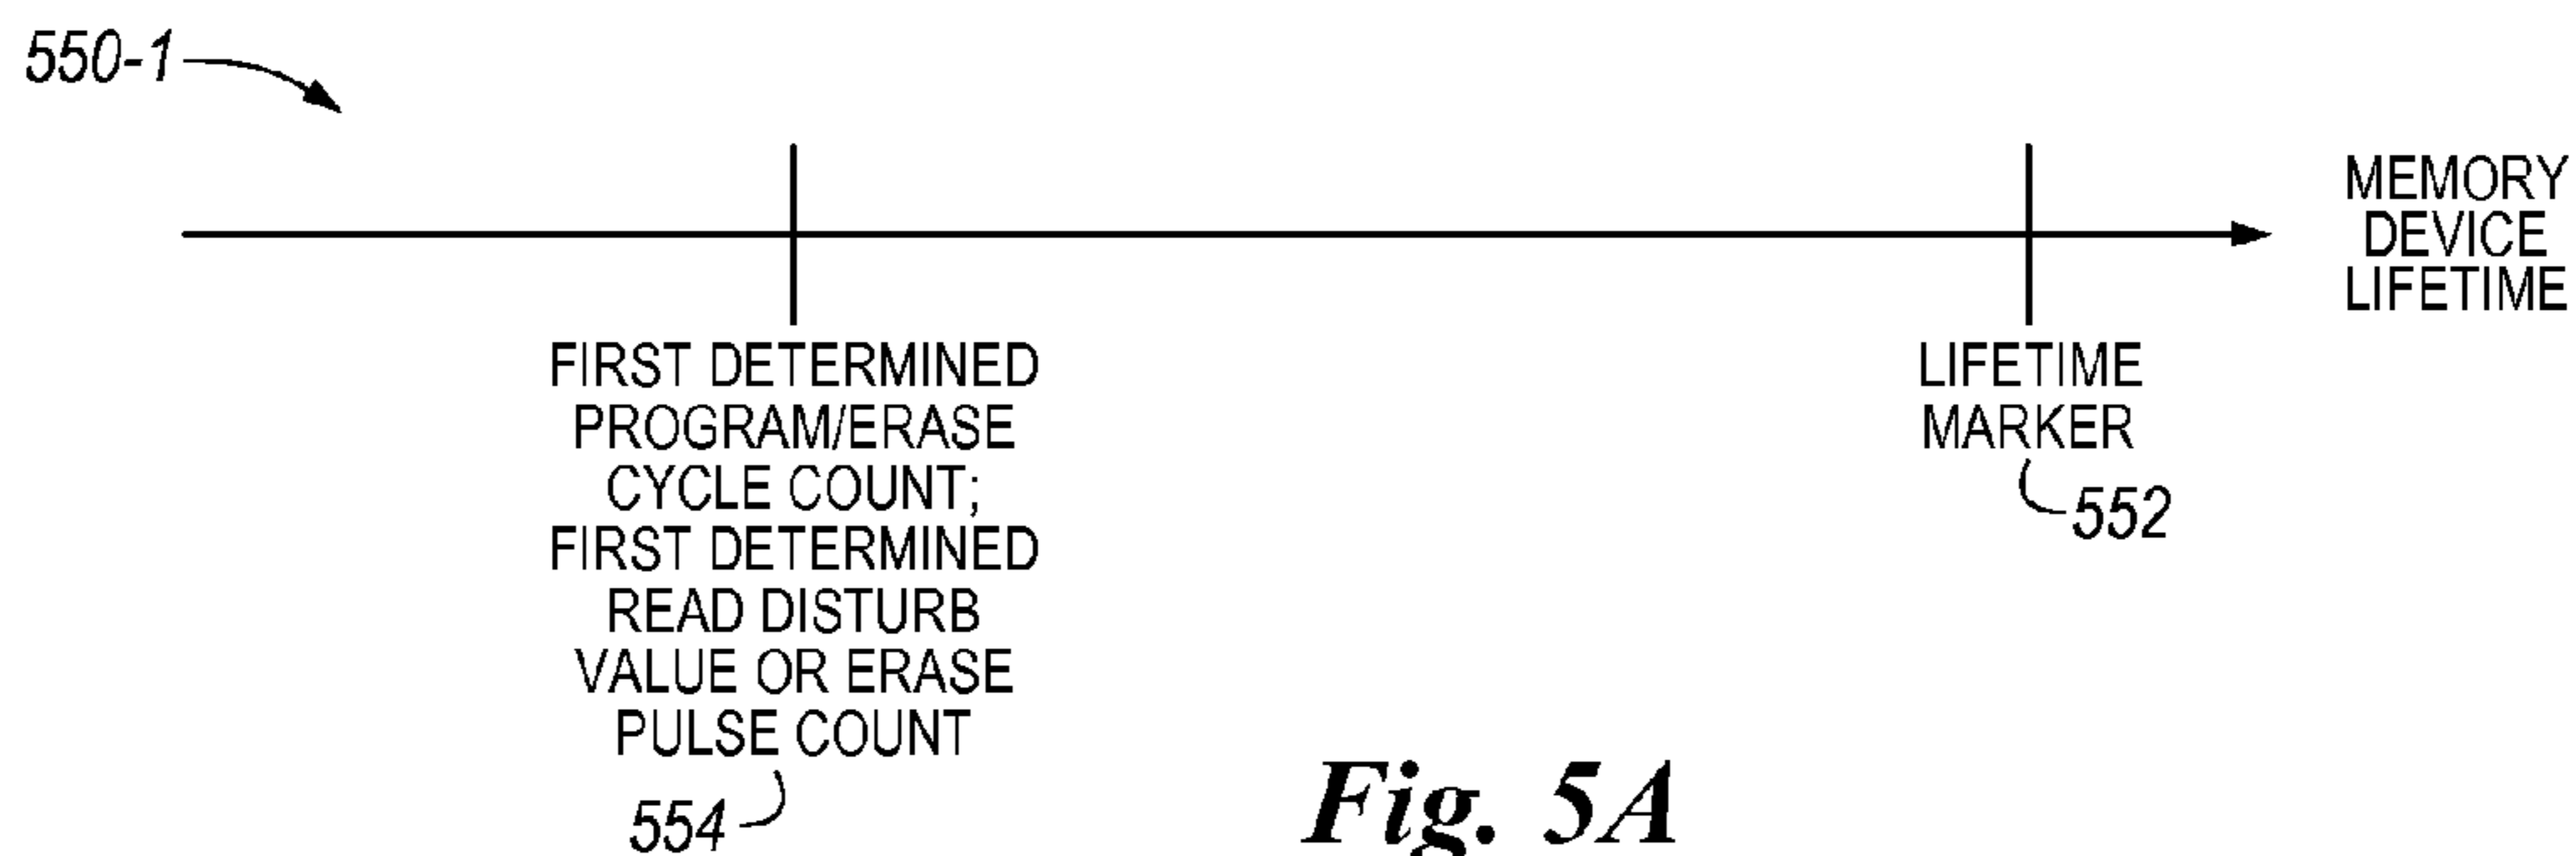 550-1
MEMORY
DEVICE
LIFETIME
FIRST DETERMINED
PROGRAM/ERASE
CYCLE COUNT;
FIRST DETERMINED
READ DISTURB
VALUE OR ERASE
PULSE COUNT
554
LIFETIME
MARKER
552
Fig. 5A